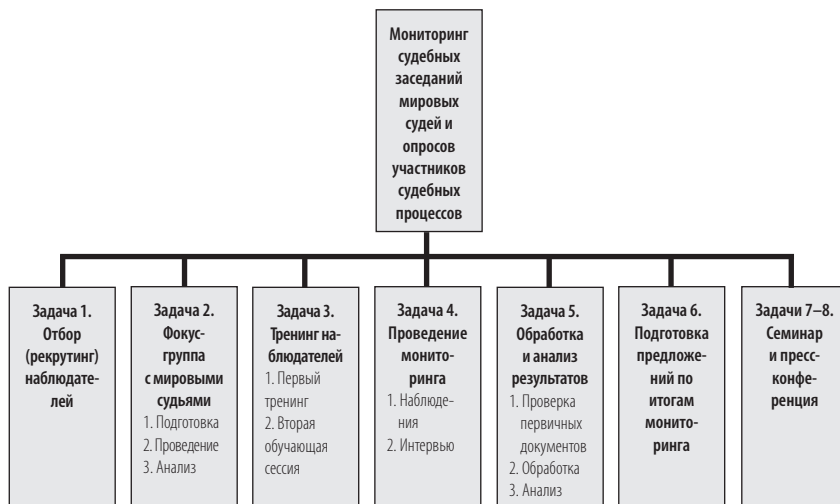 Мониторинг
судебных
заседаний
мировых
судей и
опросов
участников
судебных
процессов
Задача 1.
Отбор
(рекрутинг)
наблюдате-
лей
Задача 2.
Фокус-
группа
с мировыми
судьями
1. Подготовка
2. Проведение
3. Анализ
Задача 3.
Тренинг на-
блюдателей
1. Первый
тренинг
2. Вторая
обучающая
сессия
Задача 4.
Проведение
монито-
ринга
1. Наблюде-
ния
2. Интервью
Задача 5.
Обработка
и анализ
результатов
1. Проверка
первичных
документов
2. Обработка
3. Анализ
Задача 6.
Подготовка
предложе-
ний по
итогам
монито-
ринга
Задачи 7–8.
Семинар
и пресс-
конфе-
ренция